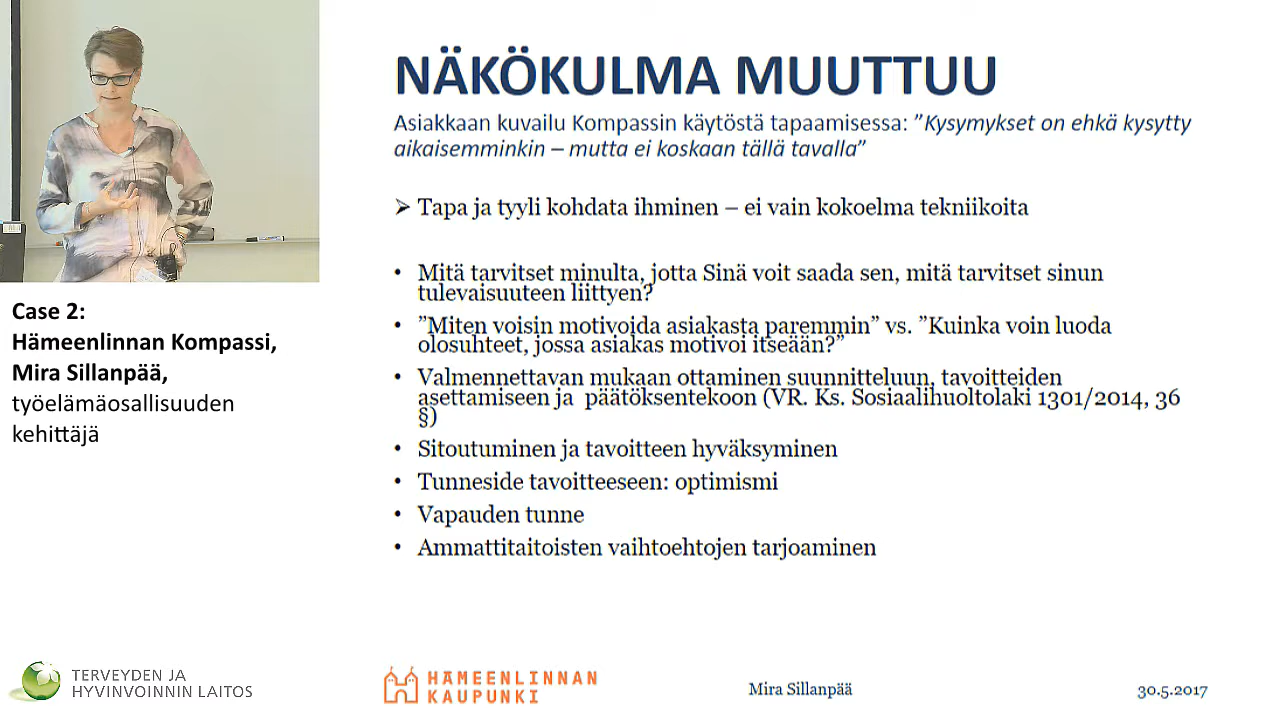 NÄKÖKULMA MUUTTUU
Asiakkaan kuvailu Kompassin käytöstä tapaamisessa: ”Kysymykset on ehkä kysytty
aikaisemminkin – mutta ei koskaan tällä tavalla”
➢ Tapa ja tyyli kohdata ihminen – ei vain kokoelma tekniikoita
• Mitä tarvitset minulta, jotta Sinä voit saada sen, mitä tarvitset sinun
tulevaisuuteen liittyen?
• ”Miten voisin motivoida asiakasta paremmin” vs. ”Kuinka voin luoda
olosuhteet, jossa asiakas motivoi itseään?”
• Valmennettavan mukaan ottaminen suunnitteluun, tavoitteiden
asettamiseen ja päätöksentekoon (VR. Ks. Sosiaalihuoltolaki 1301/2014, 36
§)
• Sitoutuminen ja tavoitteen hyväksyminen
• Tunneside tavoitteeseen: optimismi
• Vapauden tunne
• Ammattitaitoisten vaihtoehtojen tarjoaminen
Case 2:
Hämeenlinnan Kompassi,
Mira Sillanpää,
työelämäosallisuuden
kehittäjä
TERVEYDEN JA
HYVINVOINNIN LAITOS
HÄMEENLINNAN
KAUPUNKI
Mira Sillanpää
30.5.2017